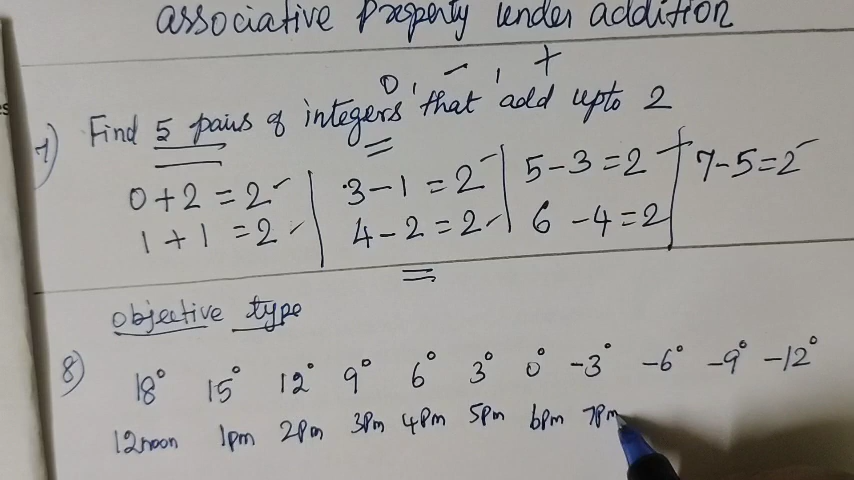 associative Property under addition
0, -, +
7) Find 5 pairs of integers that add upto 2
0 + 2 = 2 3 - 1 = 2 5 - 3 = 2 7 - 5 = 2
1 + 1 = 2 4 - 2 = 2 6 - 4 = 2
objective type
8) 18° 15° 12° 9° 6° 3° 0° -3° -6° -9° -12°
12noon 1pm 2pm 3pm 4pm 5pm 6pm 7pm